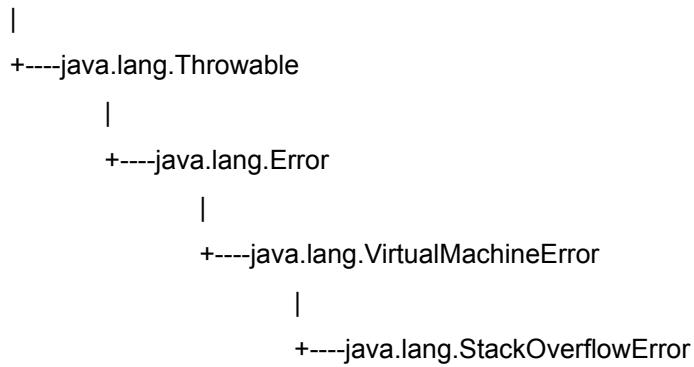 |
+----java.lang.Throwable
|
+----java.lang.Error
|
+----java.lang.VirtualMachineError
|
+----java.lang.StackOverflowError